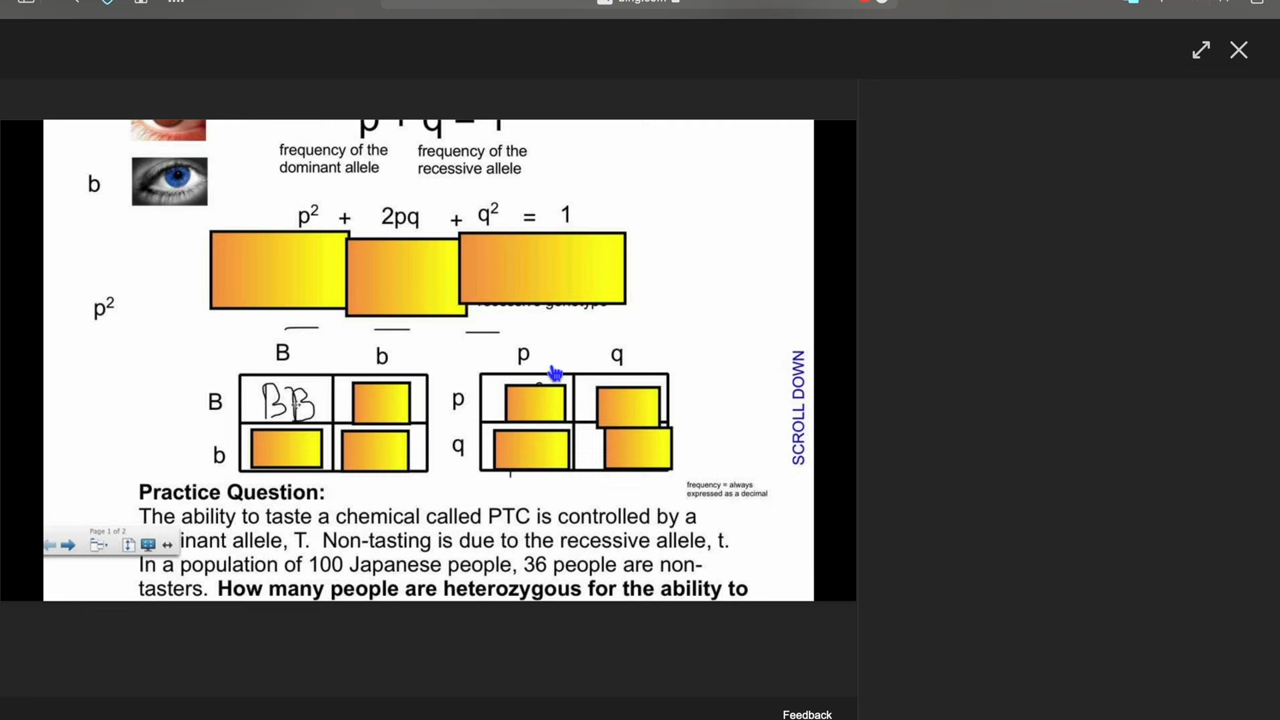 p + q = 1
frequency of the dominant allele
frequency of the recessive allele
b
p² + 2pq + q² = 1
p²
B b
B BB
b
p q
p
q
SCROLL DOWN
frequency = always
expressed as a decimal
Practice Question:
The ability to taste a chemical called PTC is controlled by a
Page 1 of 2
inant allele, T. Non-tasting is due to the recessive allele, t.
In a population of 100 Japanese people, 36 people are non-
tasters. How many people are heterozygous for the ability to
Feedback